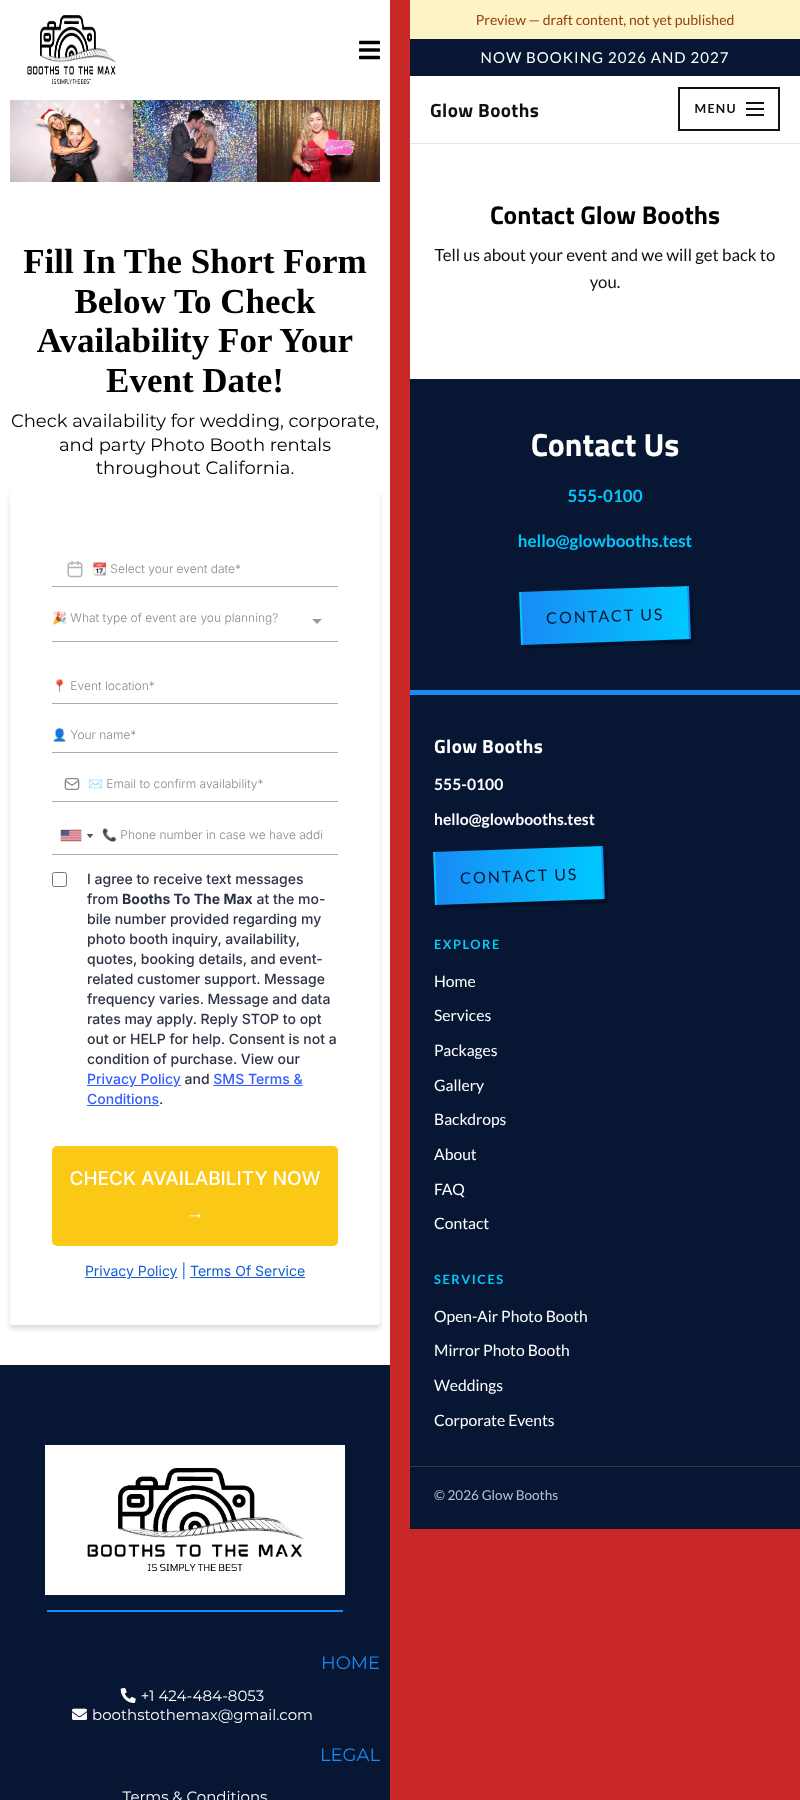 BOOTHS TO THE MAX
IS SIMPLY THE BEST
Fill In The Short Form
Below To Check
Availability For Your
Event Date!
Check availability for wedding, corporate,
and party Photo Booth rentals
throughout California.
📆 Select your event date*
🎉 What type of event are you planning?
📍 Event location*
👤 Your name*
✉️ Email to confirm availability*
📞 Phone number in case we have addi
I agree to receive text messages
from Booths To The Max at the mo-
bile number provided regarding my
photo booth inquiry, availability,
quotes, booking details, and event-
related customer support. Message
frequency varies. Message and data
rates may apply. Reply STOP to opt
out or HELP for help. Consent is not a
condition of purchase. View our
Privacy Policy and SMS Terms &
Conditions.
CHECK AVAILABILITY NOW
→
Privacy Policy | Terms Of Service
BOOTHS TO THE MAX
IS SIMPLY THE BEST
HOME
+1 424-484-8053
boothstothemax@gmail.com
LEGAL
Terms & Conditions
Preview — draft content, not yet published
NOW BOOKING 2026 AND 2027
Glow Booths
MENU
Contact Glow Booths
Tell us about your event and we will get back to
you.
Contact Us
555-0100
hello@glowbooths.test
CONTACT US
Glow Booths
555-0100
hello@glowbooths.test
CONTACT US
EXPLORE
Home
Services
Packages
Gallery
Backdrops
About
FAQ
Contact
SERVICES
Open-Air Photo Booth
Mirror Photo Booth
Weddings
Corporate Events
© 2026 Glow Booths